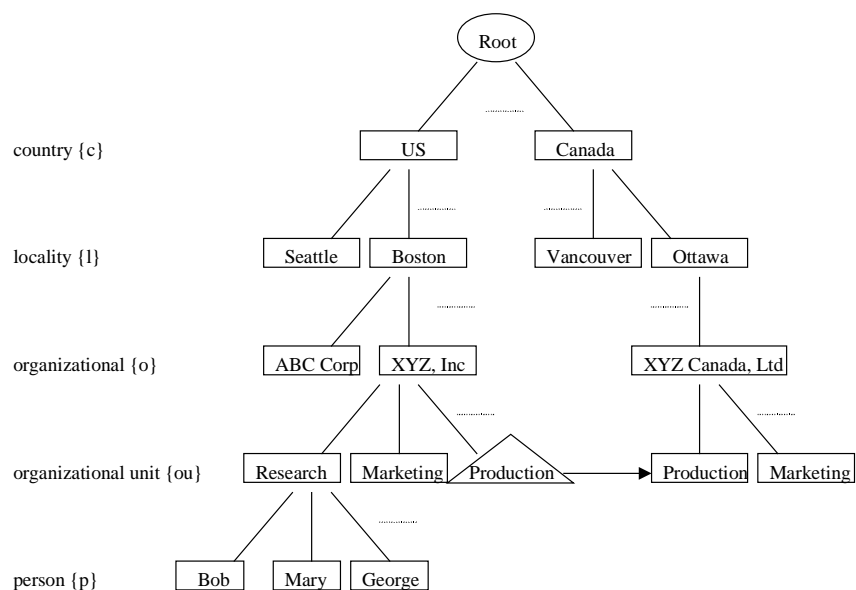 Root
country {c}
US
Canada
locality {l}
Seattle
Boston
Vancouver
Ottawa
organizational {o}
ABC Corp
XYZ, Inc
XYZ Canada, Ltd
organizational unit {ou}
Research
Marketing
Production
Production
Marketing
person {p}
Bob
Mary
George